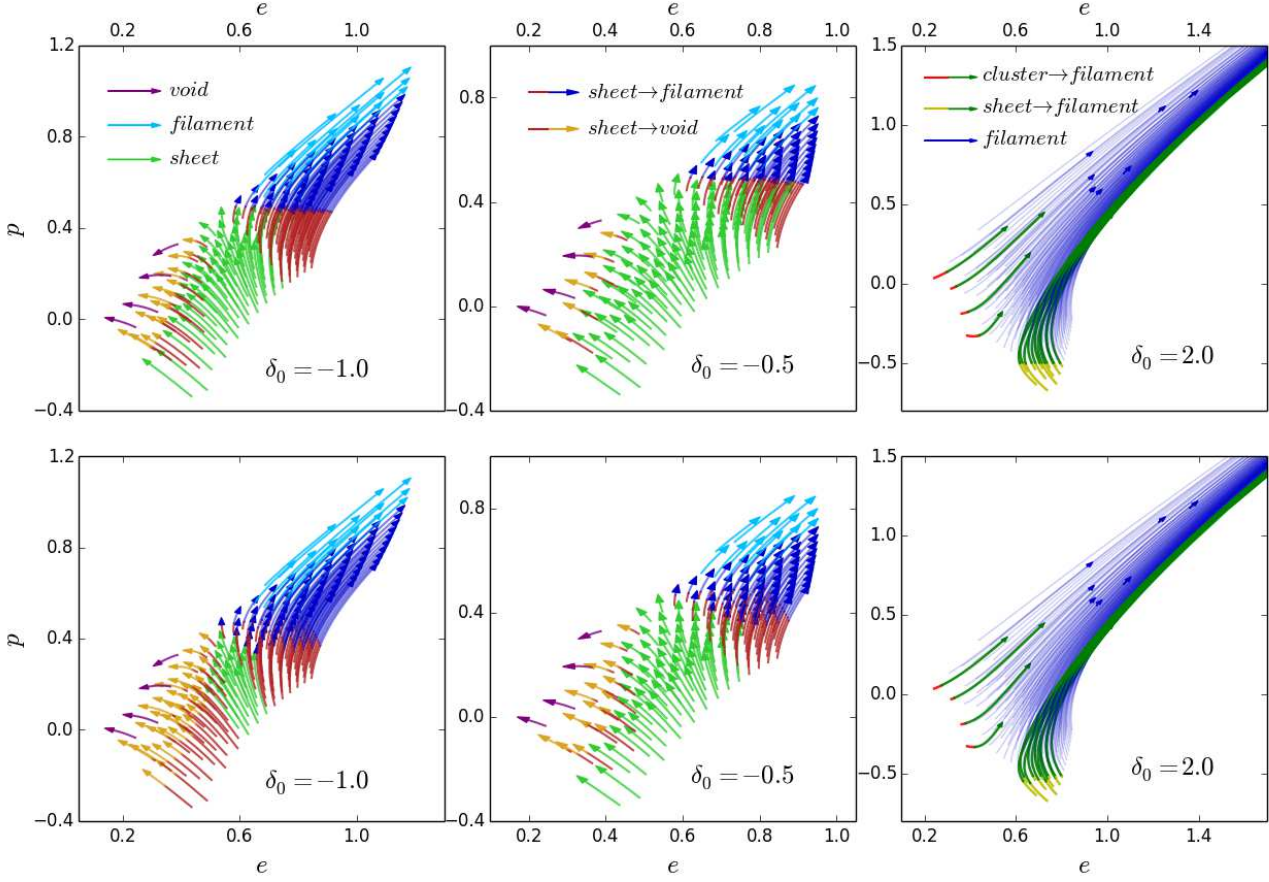 e e e
0.2 0.6 1.0 0.2 0.4 0.6 0.8 1.0 0.2 0.6 1.0 1.4
1.2 0.8 0.4 0.0 −0.4
p
void
filament
sheet
δ₀ = −1.0
0.8 0.4 0.0 −0.4
sheet→filament
sheet→void
δ₀ = −0.5
1.5 1.0 0.5 0.0 −0.5
cluster→filament
sheet→filament
filament
δ₀ = 2.0
1.2 0.8 0.4 0.0 −0.4
p
δ₀ = −1.0
0.8 0.4 0.0 −0.4
δ₀ = −0.5
1.5 1.0 0.5 0.0 −0.5
δ₀ = 2.0
0.2 0.6 1.0 0.2 0.4 0.6 0.8 1.0 0.2 0.6 1.0 1.4
e e e